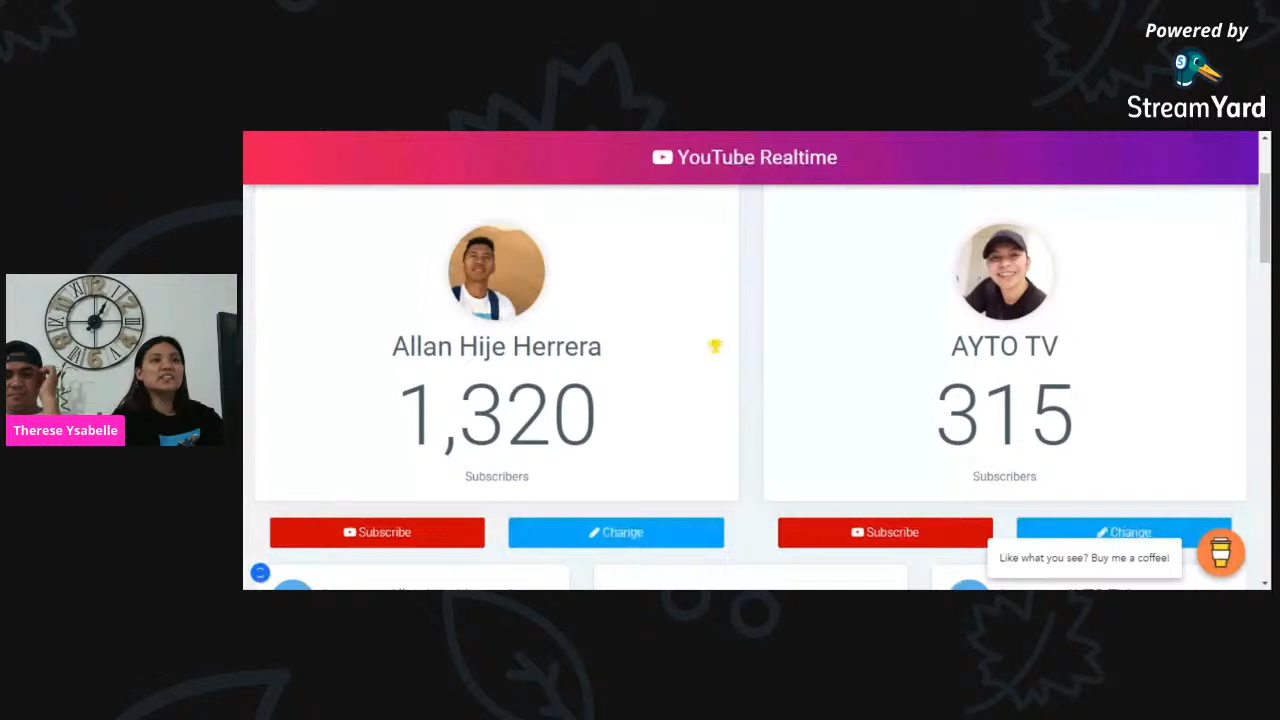 Powered by
StreamYard
YouTube Realtime
Allan Hije Herrera
1,320
Subscribers
Subscribe
Change
AYTO TV
315
Subscribers
Subscribe
Change
Like what you see? Buy me a coffee!
Therese Ysabelle